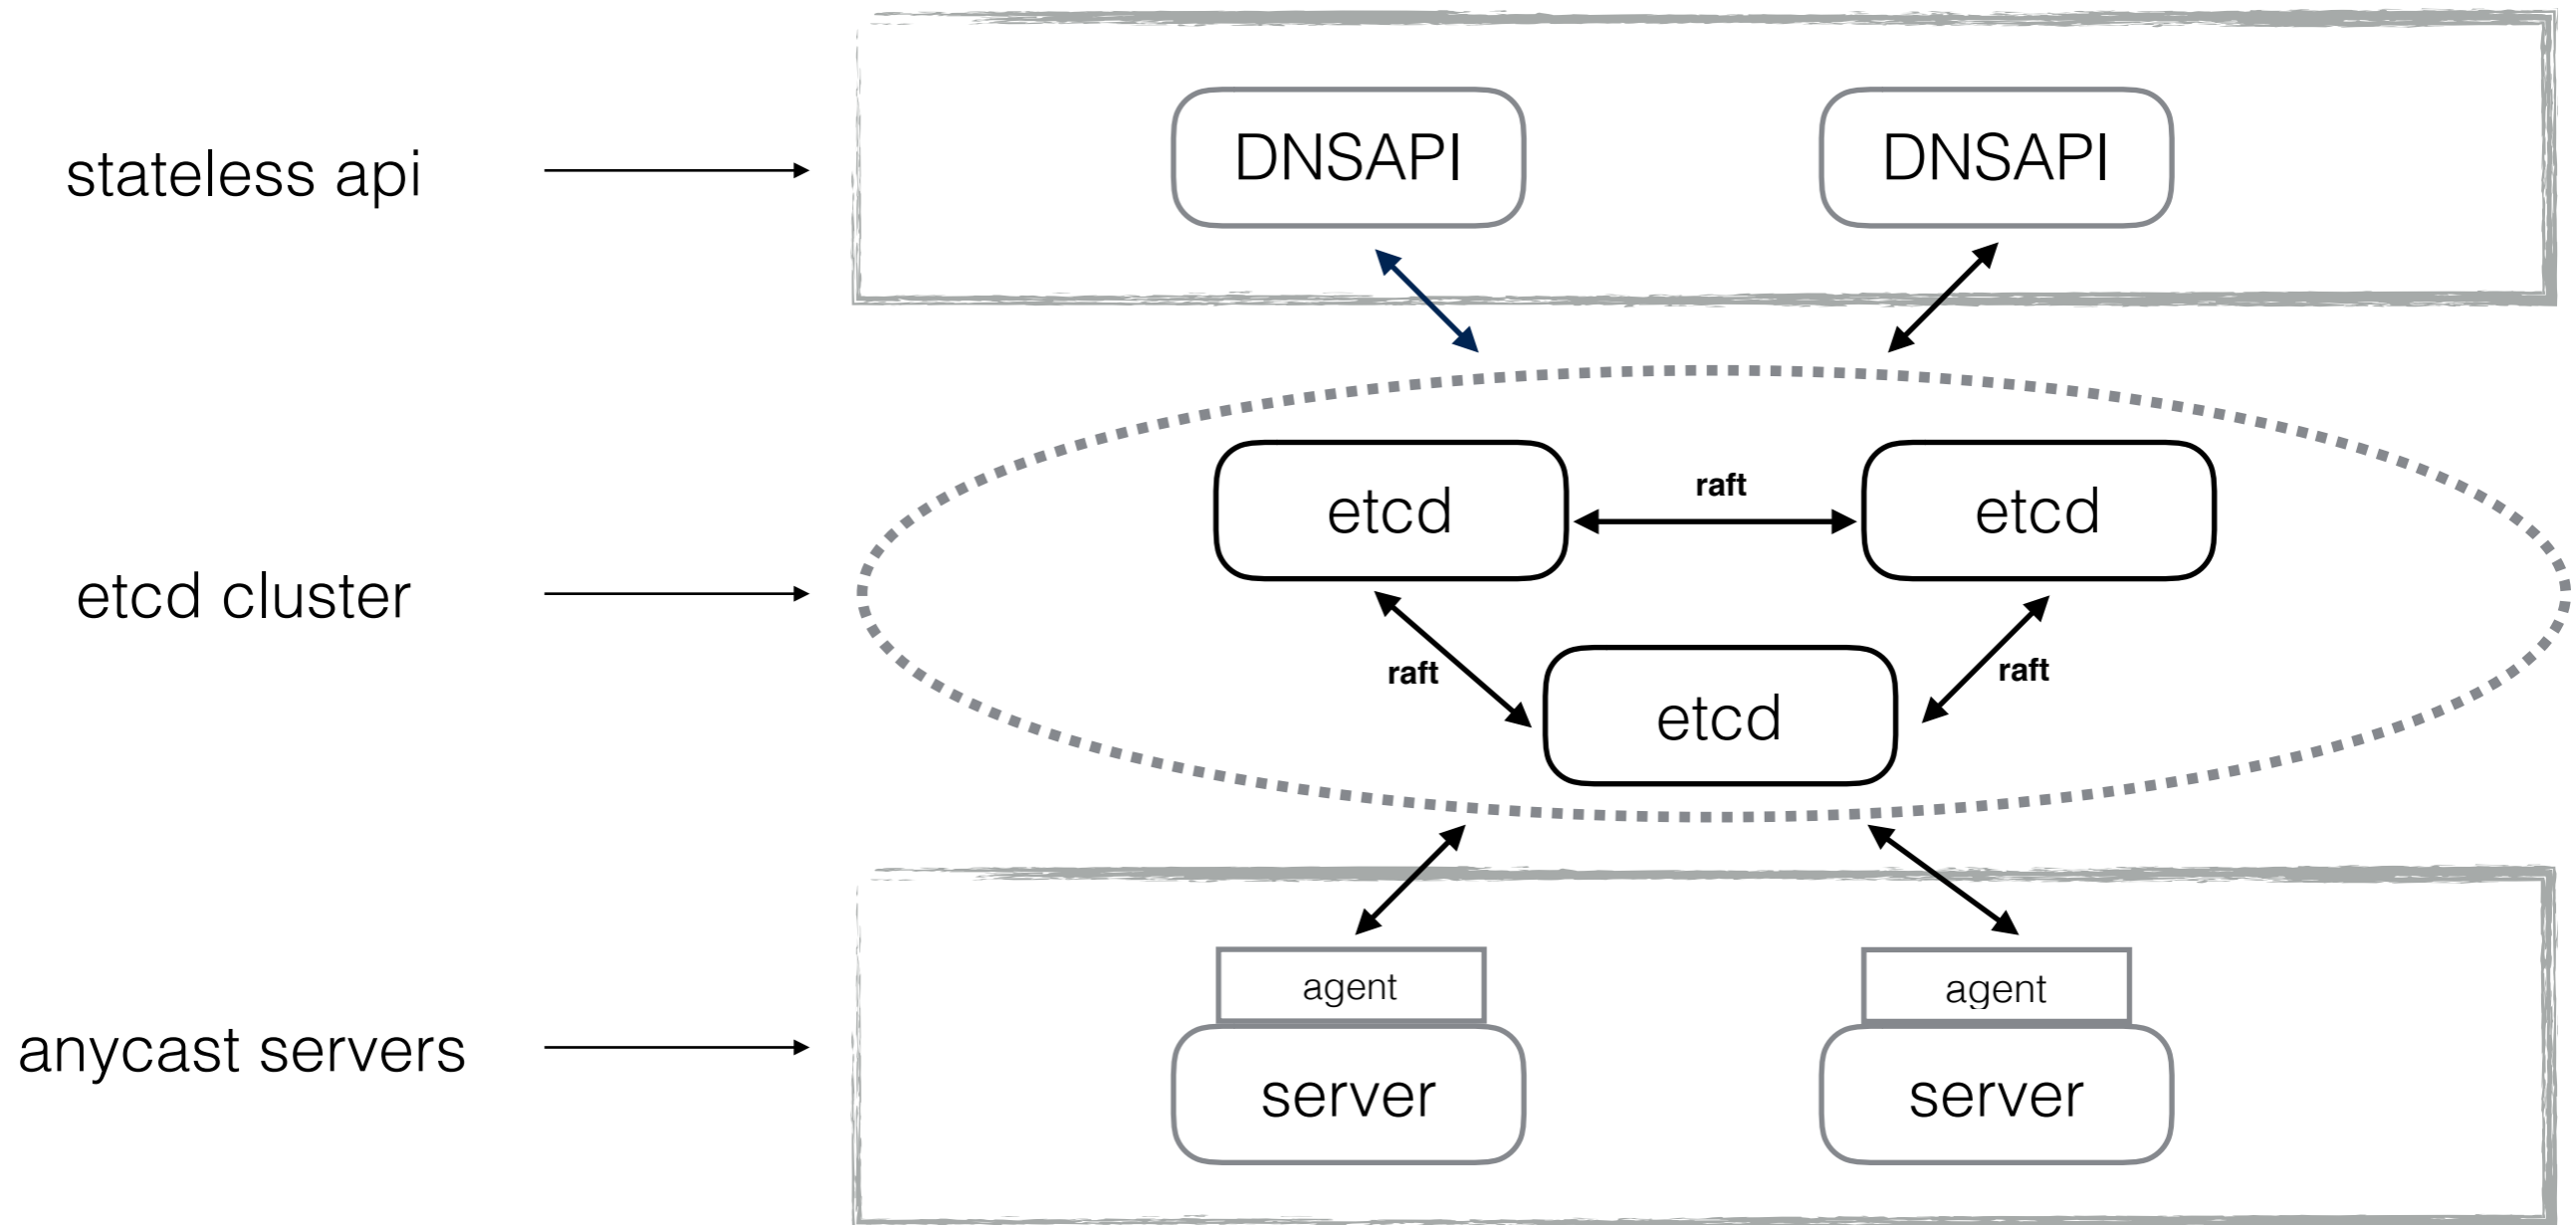 stateless api
DNSAPI
DNSAPI
etcd cluster
etcd
raft
etcd
raft
raft
etcd
anycast servers
agent
agent
server
server